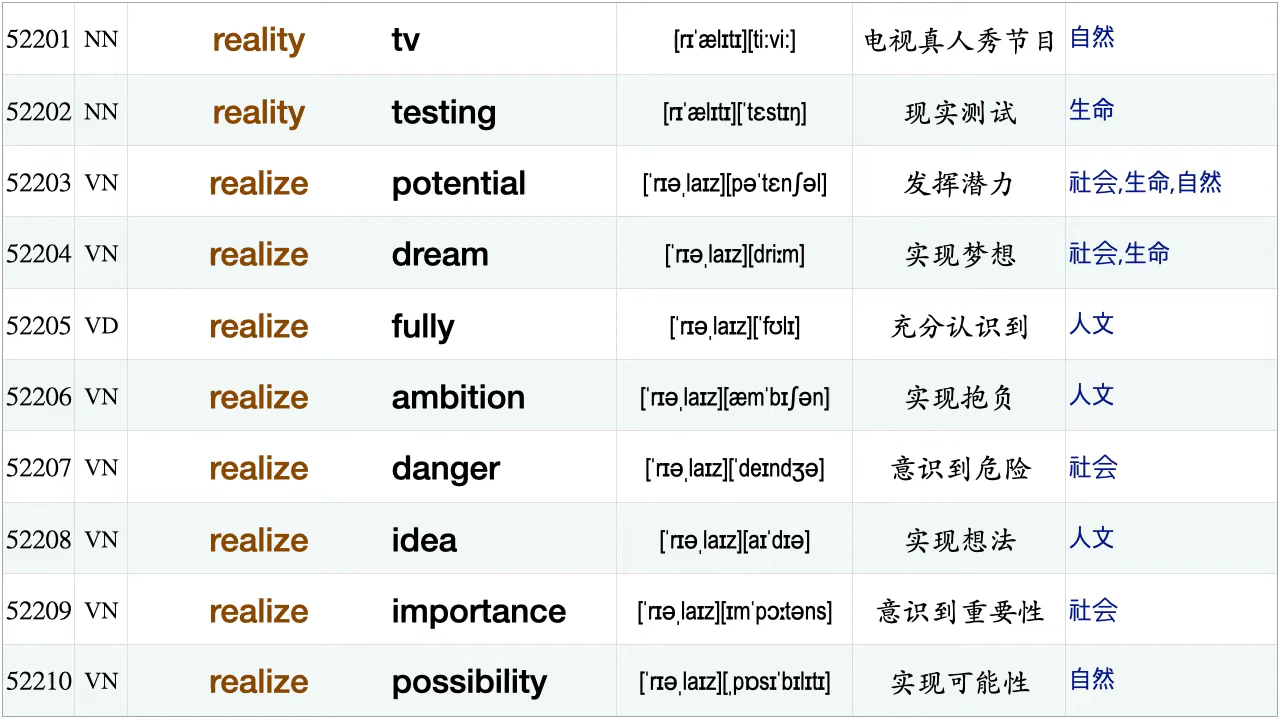 52201 NN reality tv [rɪˈælɪtɪ][tiːviː] 电视真人秀节目 自然
52202 NN reality testing [rɪˈælɪtɪ][ˈtɛstɪŋ] 现实测试 生命
52203 VN realize potential [ˈrɪəˌlaɪz][pəˈtɛnʃəl] 发挥潜力 社会,生命,自然
52204 VN realize dream [ˈrɪəˌlaɪz][driːm] 实现梦想 社会,生命
52205 VD realize fully [ˈrɪəˌlaɪz][ˈfʊlɪ] 充分认识到 人文
52206 VN realize ambition [ˈrɪəˌlaɪz][æmˈbɪʃən] 实现抱负 人文
52207 VN realize danger [ˈrɪəˌlaɪz][ˈdeɪndʒə] 意识到危险 社会
52208 VN realize idea [ˈrɪəˌlaɪz][aɪˈdɪə] 实现想法 人文
52209 VN realize importance [ˈrɪəˌlaɪz][ɪmˈpɔːtəns] 意识到重要性 社会
52210 VN realize possibility [ˈrɪəˌlaɪz][ˌpɒsɪˈbɪlɪtɪ] 实现可能性 自然